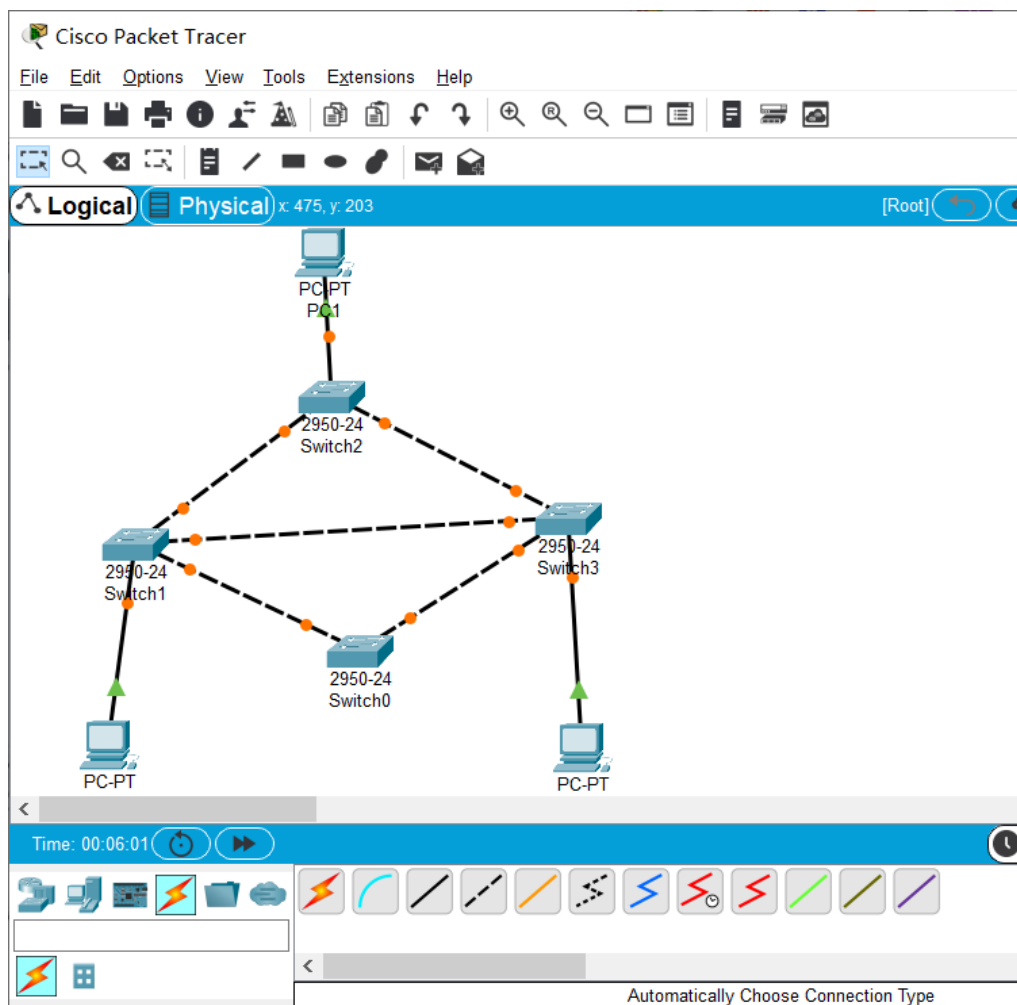 Cisco Packet Tracer
File Edit Options View Tools Extensions Help
Logical Physical x: 475, y: 203 [Root]
PC-PT
PC1
2950-24
Switch2
2950-24
Switch3
2950-24
Switch1
2950-24
Switch0
PC-PT
PC-PT
Time: 00:06:01
Automatically Choose Connection Type